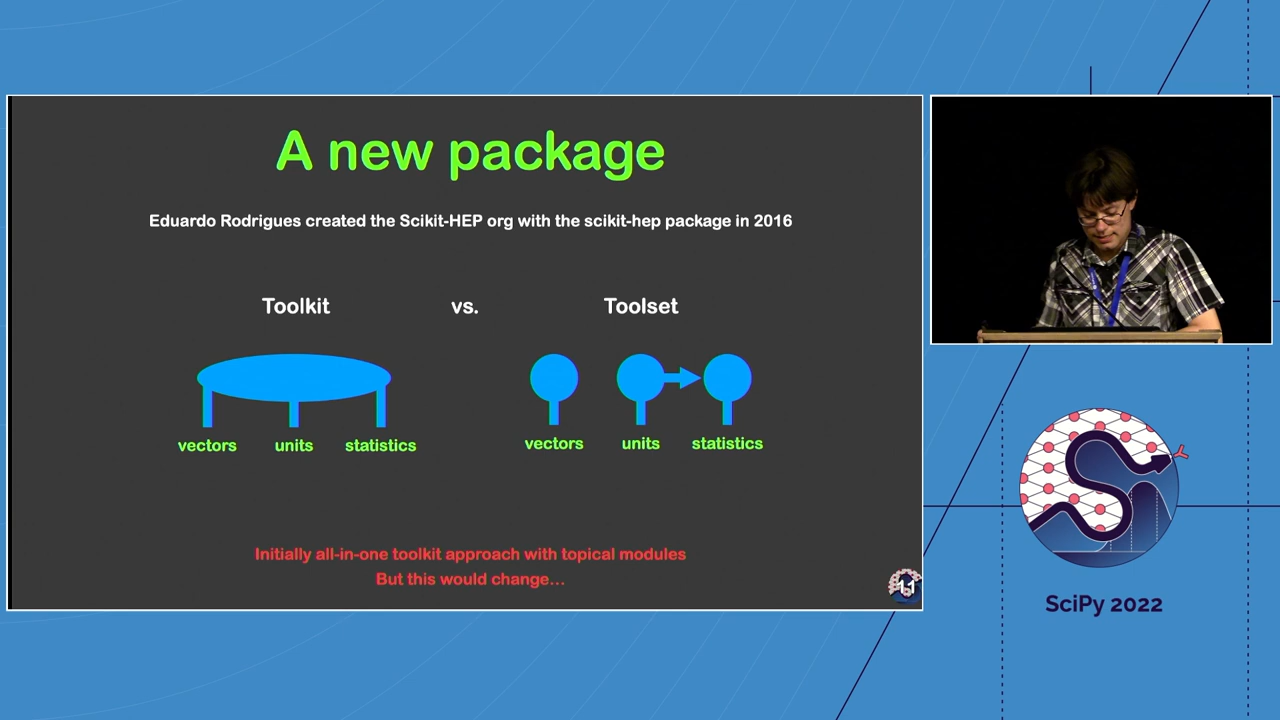 A new package
Eduardo Rodrigues created the Scikit-HEP org with the scikit-hep package in 2016
Toolkit vs. Toolset
vectors units statistics
vectors units statistics
Initially all-in-one toolkit approach with topical modules
But this would change...
11
SciPy 2022